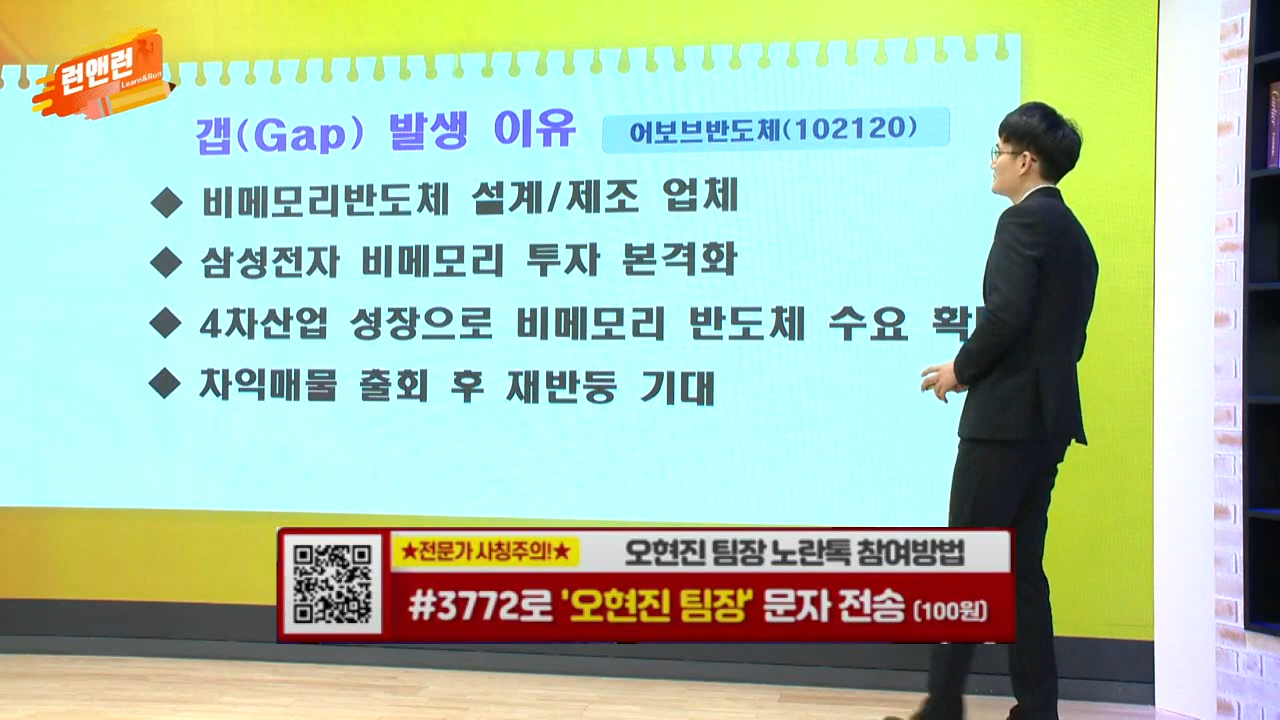 런앤런
Learn&Run
갭(Gap) 발생 이유
어보브반도체(102120)
◆ 비메모리반도체 설계/제조 업체
◆ 삼성전자 비메모리 투자 본격화
◆ 4차산업 성장으로 비메모리 반도체 수요
◆ 차익매물 출회 후 재반등 기대
★전문가 사칭주의!★
오현진 팀장 노란톡 참여방법
#3772로 '오현진 팀장' 문자 전송 (100원)